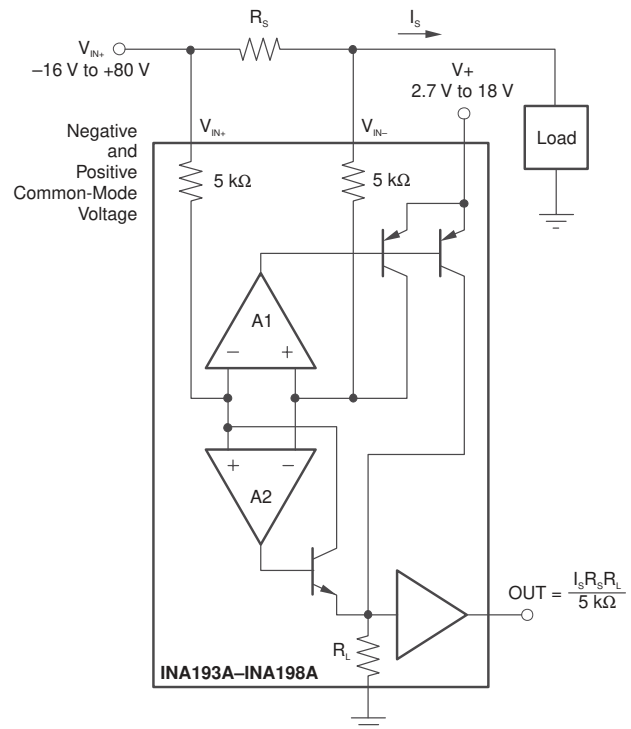 R_S
I_S
V_IN+
–16 V to +80 V
V+
2.7 V to 18 V
Negative
and
Positive
Common-Mode
Voltage
V_IN+
V_IN–
Load
5 kΩ
5 kΩ
A1
–
+
+
–
A2
OUT = I_SR_SR_L
5 kΩ
R_L
INA193A–INA198A